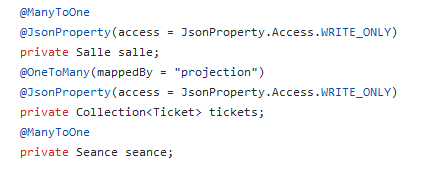 @ManyToOne
@JsonProperty(access = JsonProperty.Access.WRITE_ONLY)
private Salle salle;
@OneToMany(mappedBy = "projection")
@JsonProperty(access = JsonProperty.Access.WRITE_ONLY)
private Collection<Ticket> tickets;
@ManyToOne
private Seance seance;